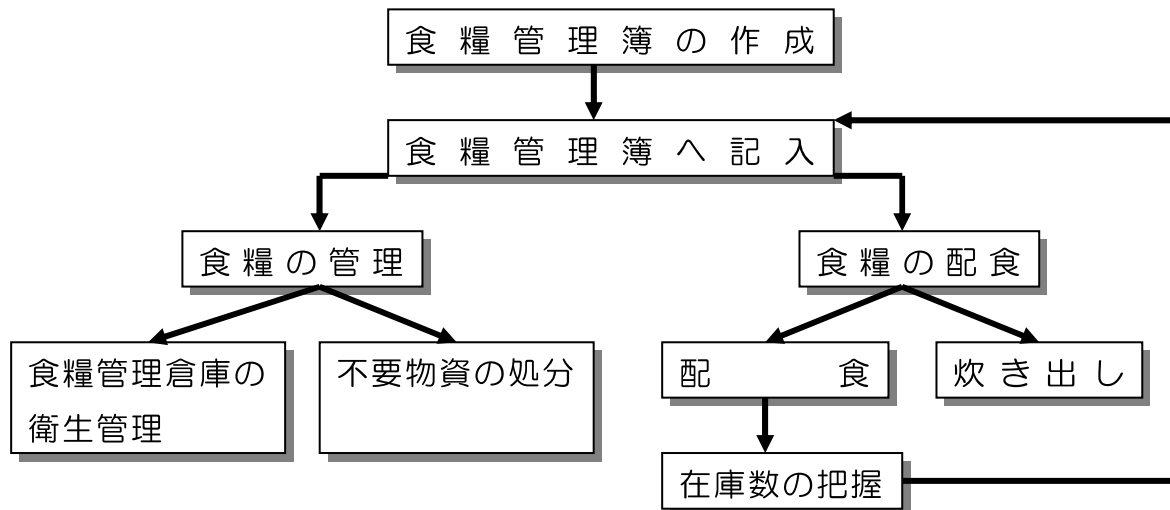 食糧管理簿の作成
食糧管理簿へ記入
食糧の管理
食糧の配食
食糧管理倉庫の
衛生管理
不要物資の処分
配食
炊き出し
在庫数の把握